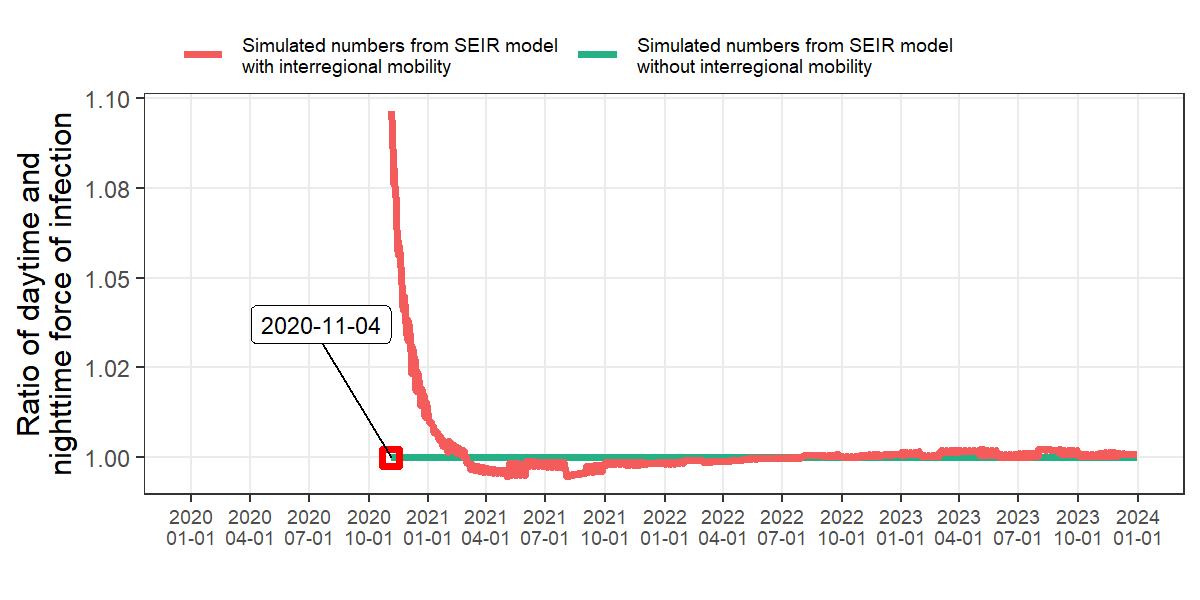 Simulated numbers from SEIR model
with interregional mobility
Simulated numbers from SEIR model
without interregional mobility
Ratio of daytime and
nighttime force of infection
1.10
1.08
1.05
1.02
1.00
2020-11-04
2020 2020 2020 2020 2021 2021 2021 2021 2022 2022 2022 2022 2023 2023 2023 2023 2024
01-01 04-01 07-01 10-01 01-01 04-01 07-01 10-01 01-01 04-01 07-01 10-01 01-01 04-01 07-01 10-01 01-01